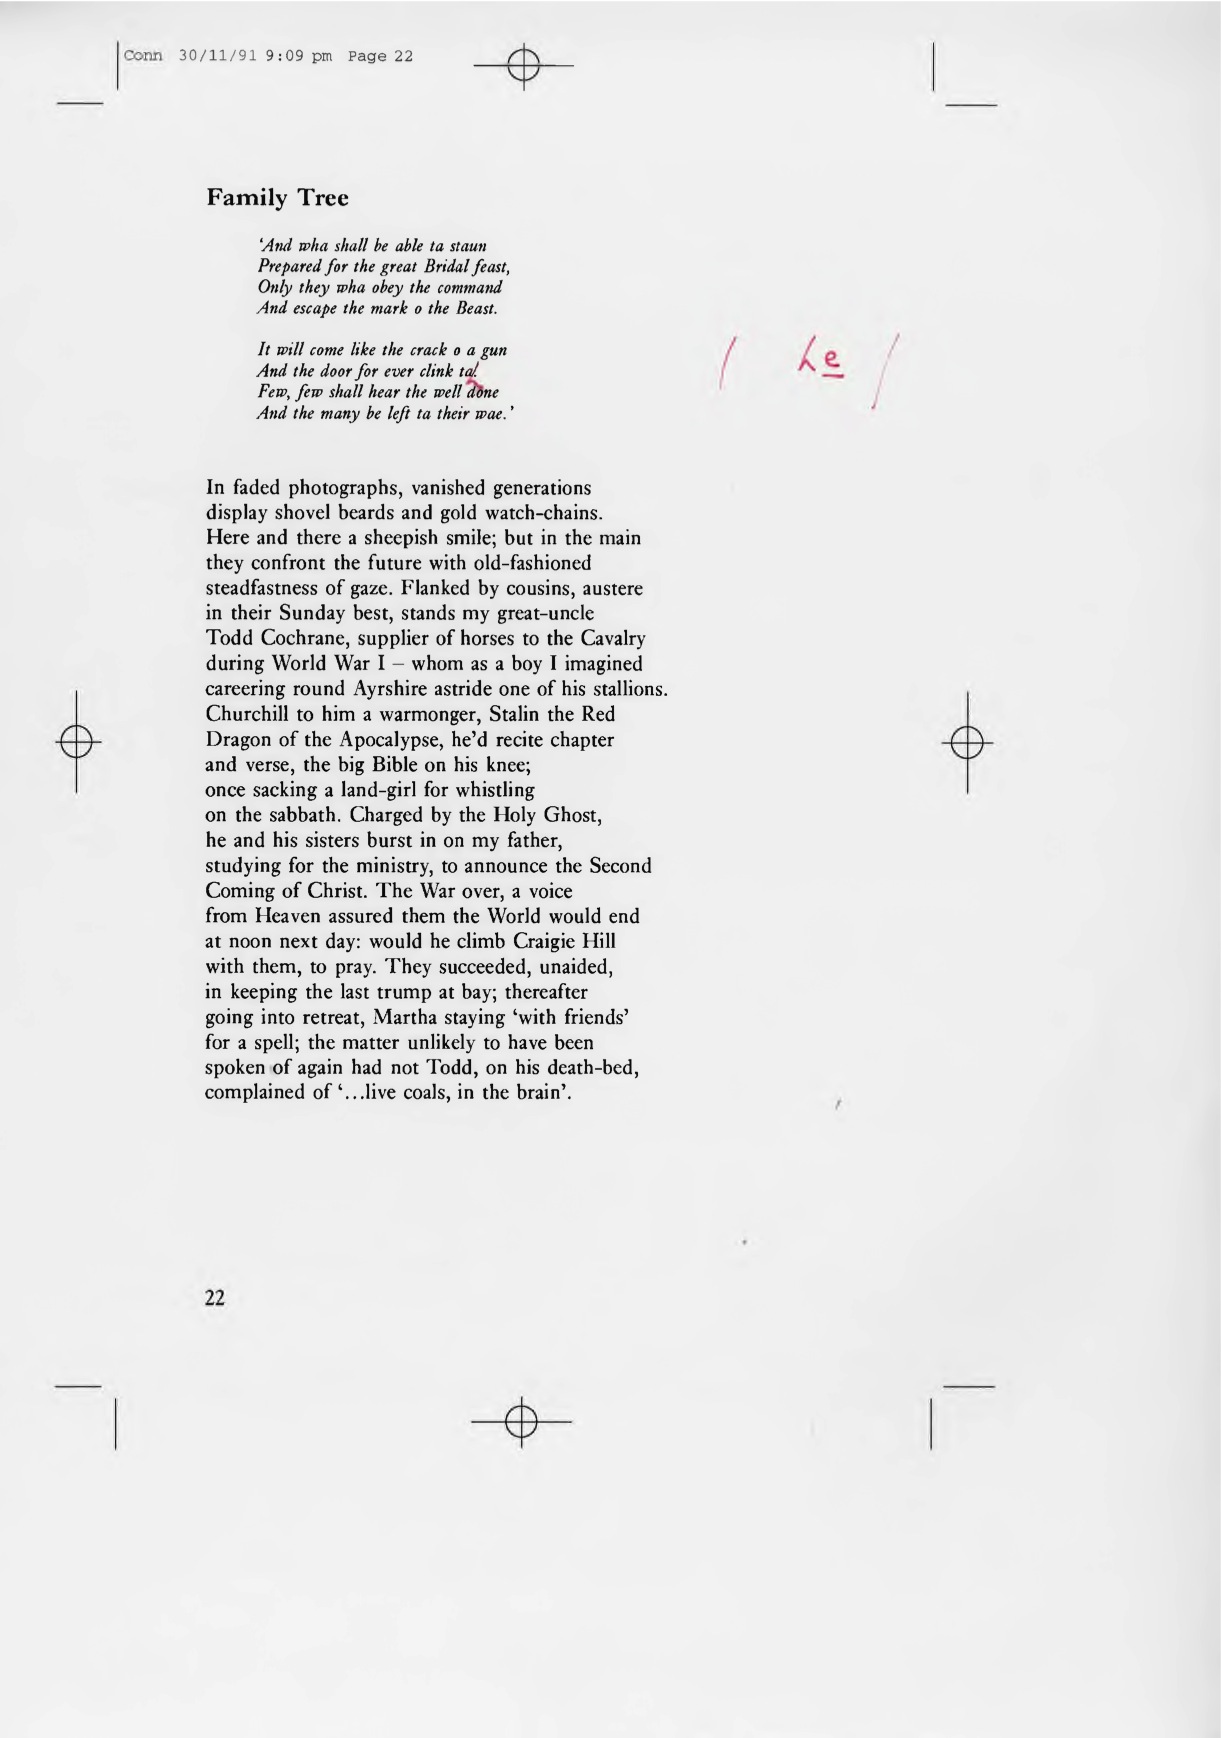 Conn 30/11/91 9:09 pm Page 22
Family Tree
'And wha shall be able ta staun
Prepared for the great Bridal feast,
Only they wha obey the command
And escape the mark o the Beast.
It will come like the crack o a gun
And the door for ever clink ta.
Few, few shall hear the well done
And the many be left ta their wae.'
In faded photographs, vanished generations
display shovel beards and gold watch-chains.
Here and there a sheepish smile; but in the main
they confront the future with old-fashioned
steadfastness of gaze. Flanked by cousins, austere
in their Sunday best, stands my great-uncle
Todd Cochrane, supplier of horses to the Cavalry
during World War I – whom as a boy I imagined
careering round Ayrshire astride one of his stallions.
Churchill to him a warmonger, Stalin the Red
Dragon of the Apocalypse, he'd recite chapter
and verse, the big Bible on his knee;
once sacking a land-girl for whistling
on the sabbath. Charged by the Holy Ghost,
he and his sisters burst in on my father,
studying for the ministry, to announce the Second
Coming of Christ. The War over, a voice
from Heaven assured them the World would end
at noon next day: would he climb Craigie Hill
with them, to pray. They succeeded, unaided,
in keeping the last trump at bay; thereafter
going into retreat, Martha staying 'with friends'
for a spell; the matter unlikely to have been
spoken of again had not Todd, on his death-bed,
complained of '...live coals, in the brain'.
22